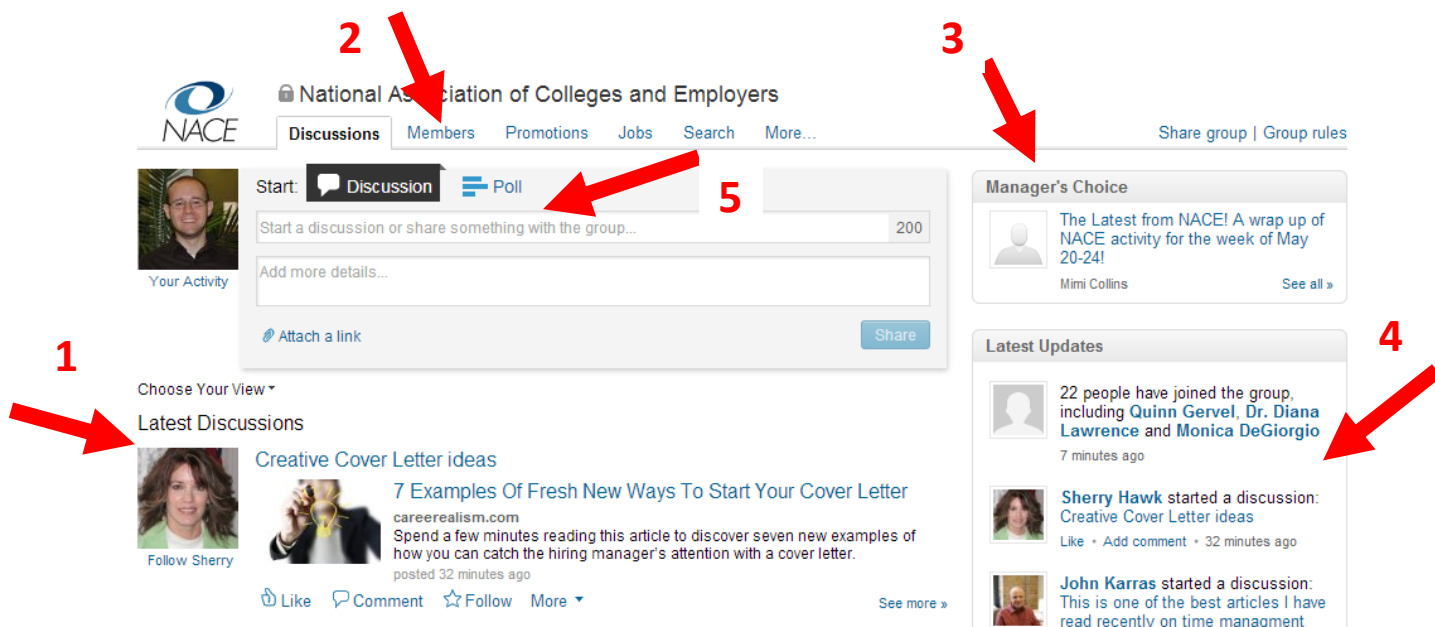 2
3
NACE
National Association of Colleges and Employers
Discussions Members Promotions Jobs Search More...
Share group | Group rules
Start: Discussion Poll
5
Start a discussion or share something with the group... 200
Add more details...
Your Activity
Attach a link
Share
Manager's Choice
The Latest from NACE! A wrap up of
NACE activity for the week of May
20-24!
Mimi Collins See all »
1
4
Choose Your View
Latest Discussions
Creative Cover Letter ideas
7 Examples Of Fresh New Ways To Start Your Cover Letter
careerealism.com
Spend a few minutes reading this article to discover seven new examples of
how you can catch the hiring manager's attention with a cover letter.
posted 32 minutes ago
Follow Sherry
Like Comment Follow More
See more »
Latest Updates
22 people have joined the group,
including Quinn Gervel, Dr. Diana
Lawrence and Monica DeGiorgio
7 minutes ago
Sherry Hawk started a discussion:
Creative Cover Letter ideas
Like • Add comment • 32 minutes ago
John Karras started a discussion:
This is one of the best articles I have
read recently on time managment